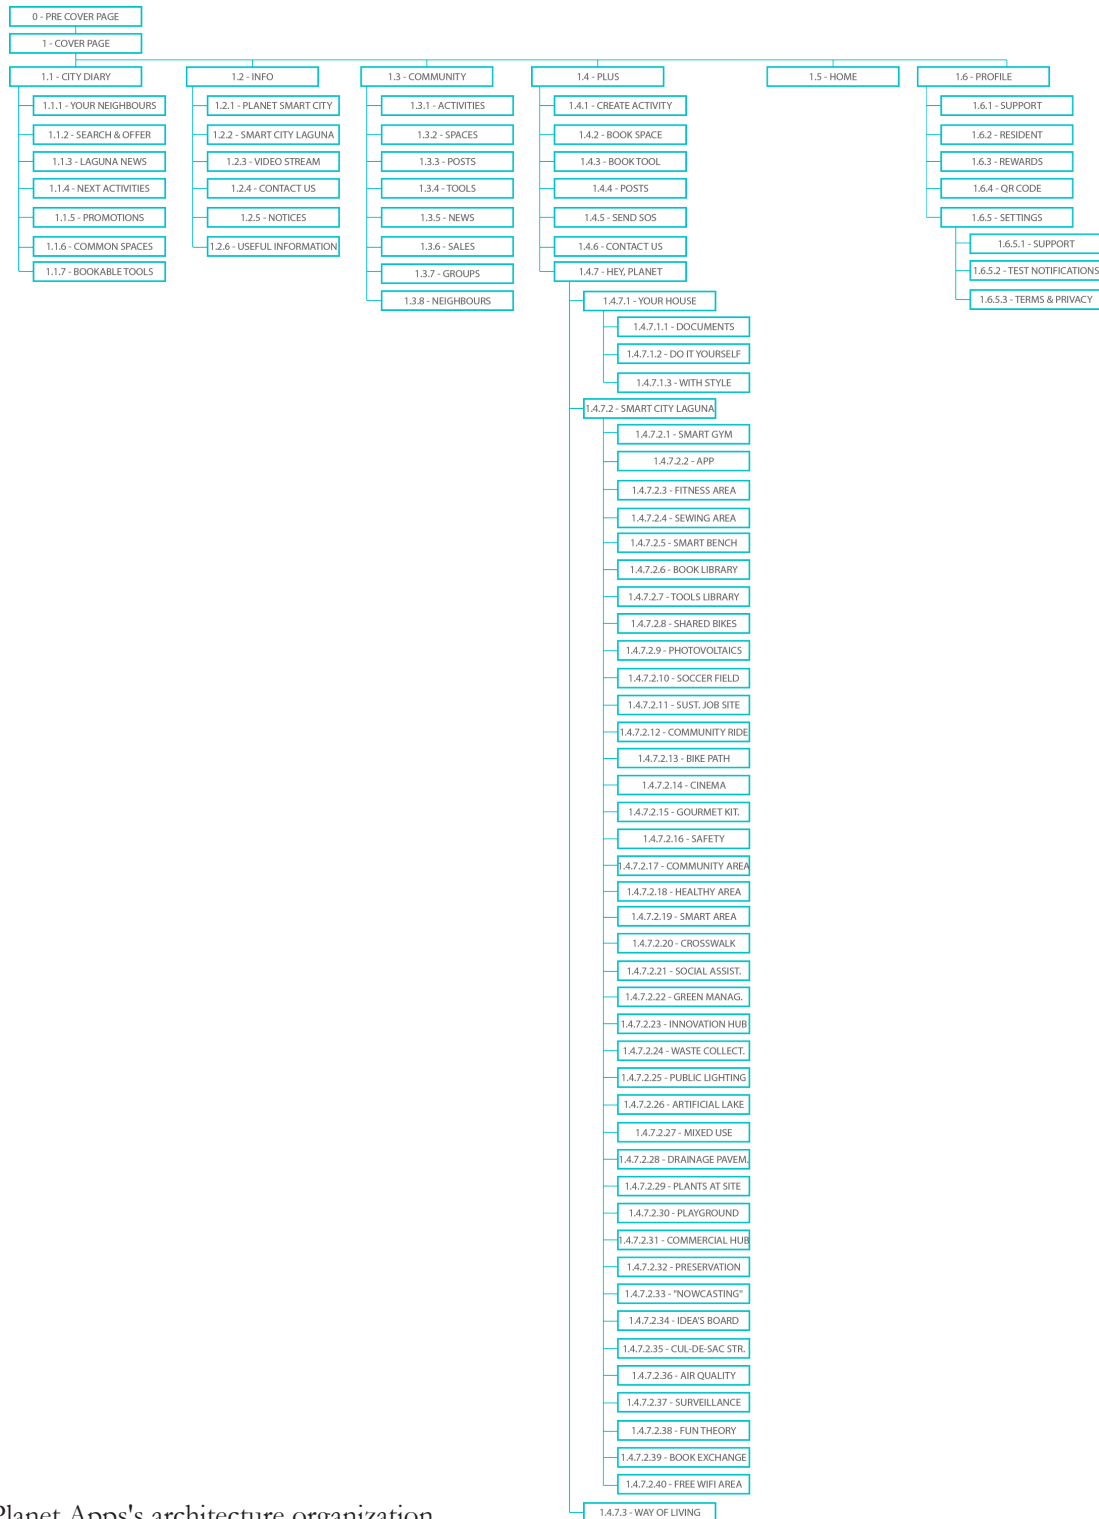 0 - PRE COVER PAGE
1 - COVER PAGE
1.1 - CITY DIARY
1.1.1 - YOUR NEIGHBOURS
1.1.2 - SEARCH & OFFER
1.1.3 - LAGUNA NEWS
1.1.4 - NEXT ACTIVITIES
1.1.5 - PROMOTIONS
1.1.6 - COMMON SPACES
1.1.7 - BOOKABLE TOOLS
1.2 - INFO
1.2.1 - PLANET SMART CITY
1.2.2 - SMART CITY LAGUNA
1.2.3 - VIDEO STREAM
1.2.4 - CONTACT US
1.2.5 - NOTICES
1.2.6 - USEFUL INFORMATION
1.3 - COMMUNITY
1.3.1 - ACTIVITIES
1.3.2 - SPACES
1.3.3 - POSTS
1.3.4 - TOOLS
1.3.5 - NEWS
1.3.6 - SALES
1.3.7 - GROUPS
1.3.8 - NEIGHBOURS
1.4 - PLUS
1.4.1 - CREATE ACTIVITY
1.4.2 - BOOK SPACE
1.4.3 - BOOK TOOL
1.4.4 - POSTS
1.4.5 - SEND SOS
1.4.6 - CONTACT US
1.4.7 - HEY, PLANET
1.4.7.1 - YOUR HOUSE
1.4.7.1.1 - DOCUMENTS
1.4.7.1.2 - DO IT YOURSELF
1.4.7.1.3 - WITH STYLE
1.4.7.2 - SMART CITY LAGUNA
1.4.7.2.1 - SMART GYM
1.4.7.2.2 - APP
1.4.7.2.3 - FITNESS AREA
1.4.7.2.4 - SEWING AREA
1.4.7.2.5 - SMART BENCH
1.4.7.2.6 - BOOK LIBRARY
1.4.7.2.7 - TOOLS LIBRARY
1.4.7.2.8 - SHARED BIKES
1.4.7.2.9 - PHOTOVOLTAICS
1.4.7.2.10 - SOCCER FIELD
1.4.7.2.11 - SUST. JOB SITE
1.4.7.2.12 - COMMUNITY RIDE
1.4.7.2.13 - BIKE PATH
1.4.7.2.14 - CINEMA
1.4.7.2.15 - GOURMET KIT.
1.4.7.2.16 - SAFETY
1.4.7.2.17 - COMMUNITY AREA
1.4.7.2.18 - HEALTHY AREA
1.4.7.2.19 - SMART AREA
1.4.7.2.20 - CROSSWALK
1.4.7.2.21 - SOCIAL ASSIST.
1.4.7.2.22 - GREEN MANAG.
1.4.7.2.23 - INNOVATION HUB
1.4.7.2.24 - WASTE COLLECT.
1.4.7.2.25 - PUBLIC LIGHTING
1.4.7.2.26 - ARTIFICIAL LAKE
1.4.7.2.27 - MIXED USE
1.4.7.2.28 - DRAINAGE PAVEM.
1.4.7.2.29 - PLANTS AT SITE
1.4.7.2.30 - PLAYGROUND
1.4.7.2.31 - COMMERCIAL HUB
1.4.7.2.32 - PRESERVATION
1.4.7.2.33 - "NOWCASTING"
1.4.7.2.34 - IDEA'S BOARD
1.4.7.2.35 - CUL-DE-SAC STR.
1.4.7.2.36 - AIR QUALITY
1.4.7.2.37 - SURVEILLANCE
1.4.7.2.38 - FUN THEORY
1.4.7.2.39 - BOOK EXCHANGE
1.4.7.2.40 - FREE WIFI AREA
1.4.7.3 - WAY OF LIVING
1.5 - HOME
1.6 - PROFILE
1.6.1 - SUPPORT
1.6.2 - RESIDENT
1.6.3 - REWARDS
1.6.4 - QR CODE
1.6.5 - SETTINGS
1.6.5.1 - SUPPORT
1.6.5.2 - TEST NOTIFICATIONS
1.6.5.3 - TERMS & PRIVACY
Planet Apps's architecture organization